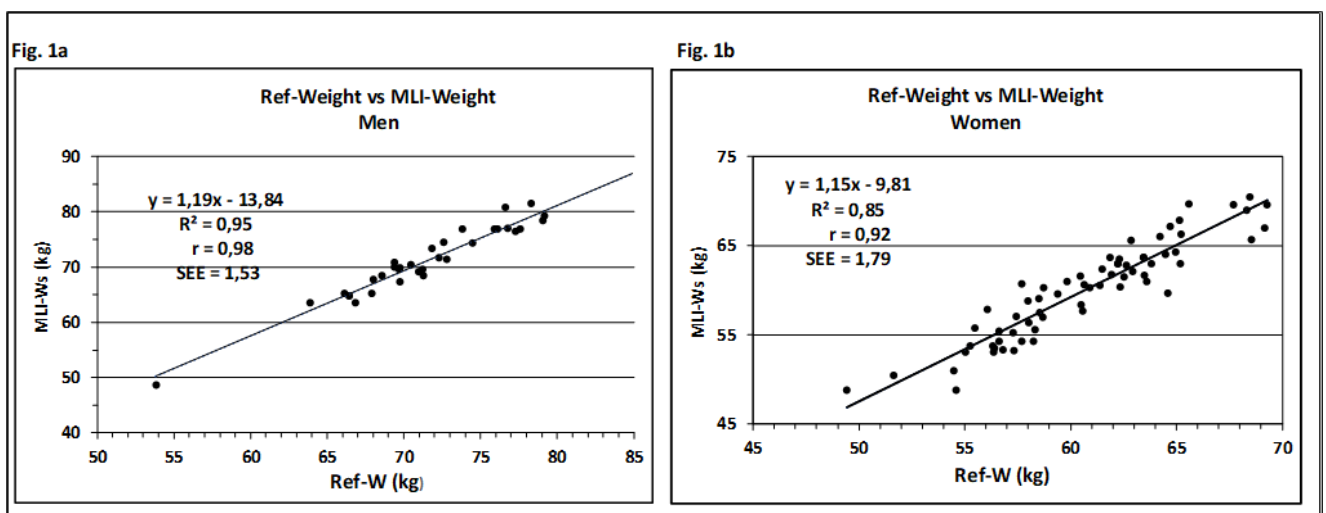 Fig. 1a
Ref-Weight vs MLI-Weight
Men
y = 1,19x - 13,84
R² = 0,95
r = 0,98
SEE = 1,53
MLI-Ws (kg)
90
80
70
60
50
40
50 55 60 65 70 75 80 85
Ref-W (kg)
Fig. 1b
Ref-Weight vs MLI-Weight
Women
y = 1,15x - 9,81
R² = 0,85
r = 0,92
SEE = 1,79
MLI-Ws (kg)
75
65
55
45
45 50 55 60 65 70
Ref-W (kg)